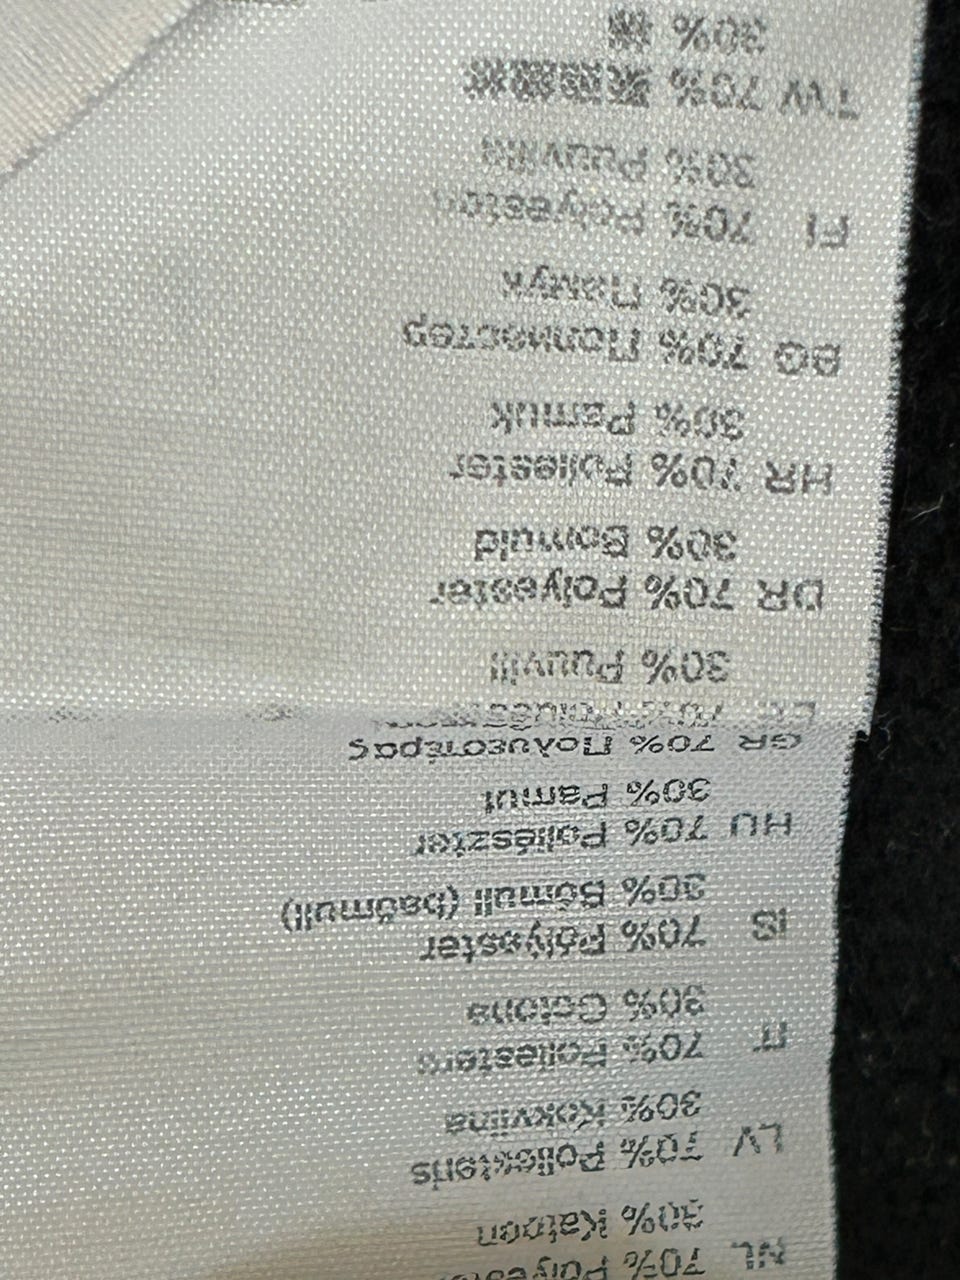 NL 70% Polyester
30% Katoen
LV 70% Poliesteris
30% Kokvilna
IT 70% Poliestere
30% Cotone
IS 70% Pólýester
30% Bómull (baðmull)
HU 70% Poliészter
30% Pamut
GR 70% Πολυεστέρας
70%
30% Puuvill
DR 70% Polyester
30% Bomuld
HR 70% Poliester
30% Pamuk
BG 70% Полиестер
30% Памук
FI 70% Polyesteri
30% Puuvilla
TW 70% 聚酯纖維
30% 棉